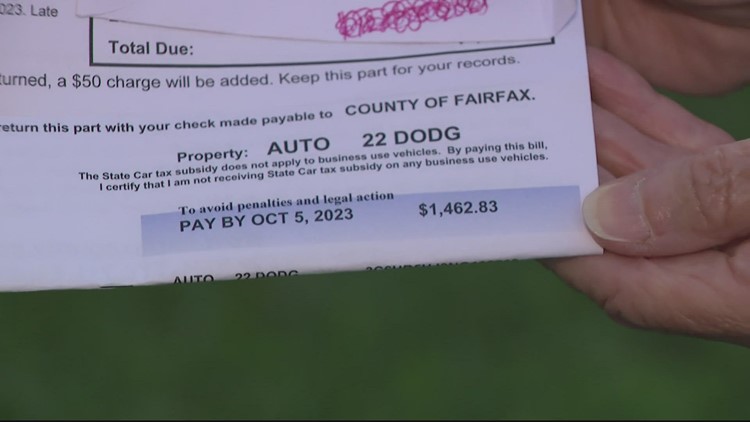 023. Late
Total Due:
turned, a $50 charge will be added. Keep this part for your records.
return this part with your check made payable to COUNTY OF FAIRFAX.
Property: AUTO 22 DODG
The State Car tax subsidy does not apply to business use vehicles. By paying this bill,
I certify that I am not receiving State Car tax subsidy on any business use vehicles.
To avoid penalties and legal action
PAY BY OCT 5, 2023 $1,462.83
AUTO 22 DODG